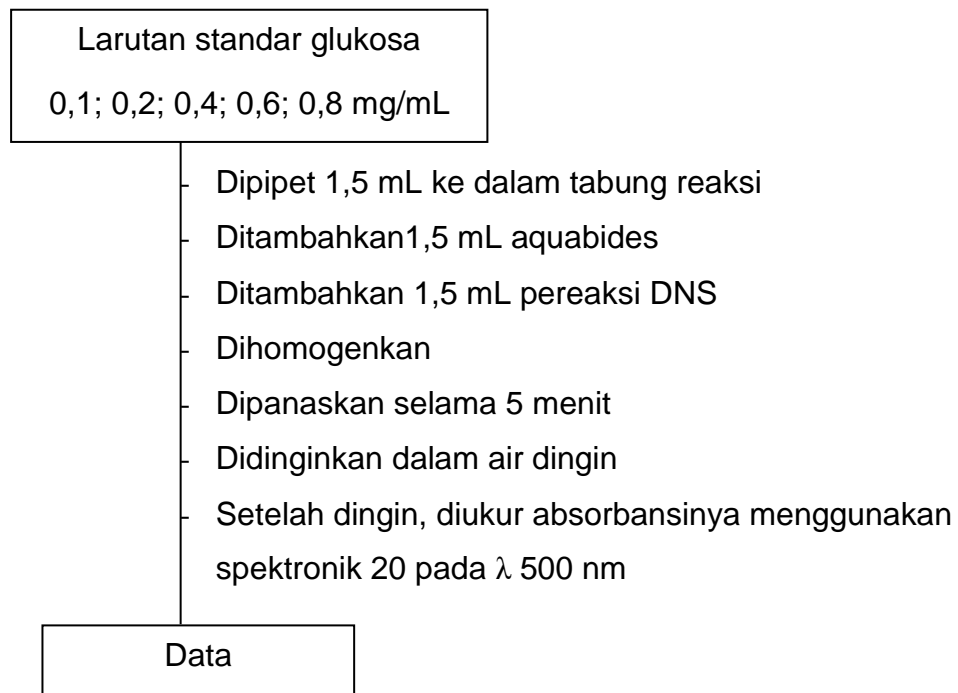 Larutan standar glukosa
0,1; 0,2; 0,4; 0,6; 0,8 mg/mL
- Dipipet 1,5 mL ke dalam tabung reaksi
- Ditambahkan1,5 mL aquabides
- Ditambahkan 1,5 mL pereaksi DNS
- Dihomogenkan
- Dipanaskan selama 5 menit
- Didinginkan dalam air dingin
- Setelah dingin, diukur absorbansinya menggunakan
spektronik 20 pada λ 500 nm
Data